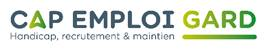 CAP EMPLOI GARD
Handicap, recrutement & maintien